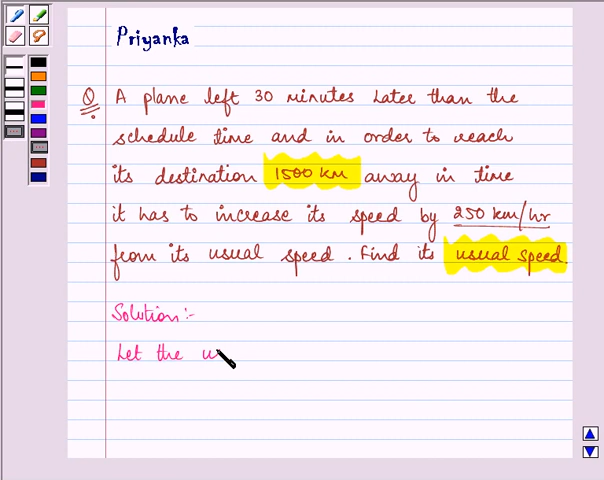 Priyanka
Q A plane left 30 minutes later than the
schedule time and in order to reach
its destination 1500 km away in time
it has to increase its speed by 250 km/hr
from its usual speed. Find its usual speed.
Solution:-
Let the u